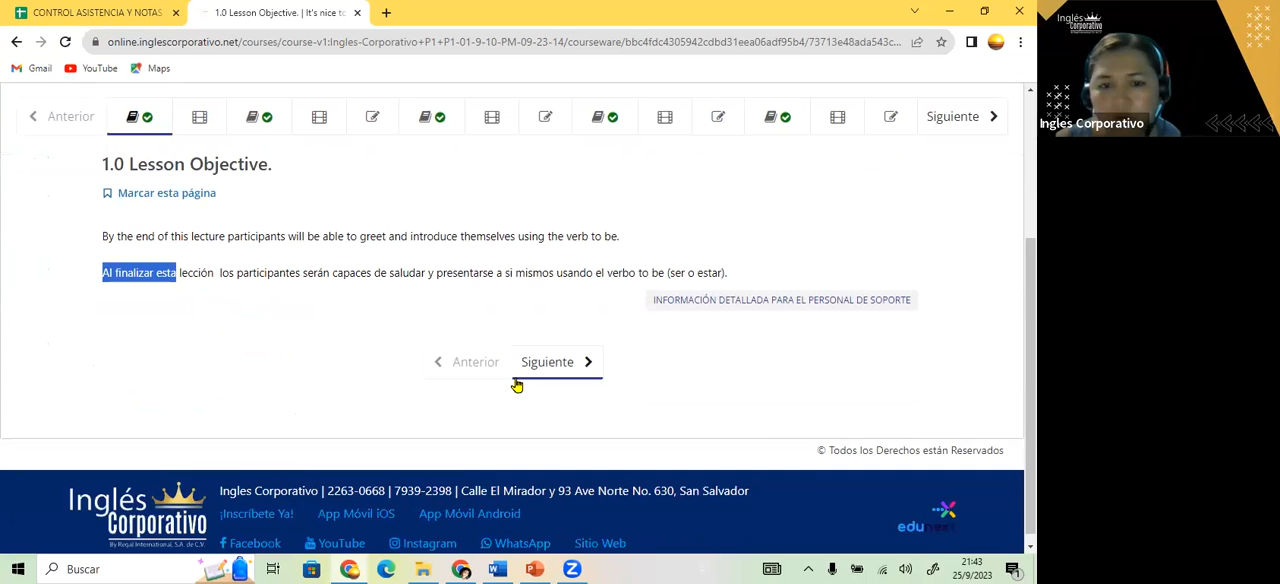 CONTROL ASISTENCIA Y NOTAS
1.0 Lesson Objective. | It's nice to
online.inglescorporativo.net/courses/course-v1:Ingles-Corporativo+P1+P1-01-9-10-PM-09-23-14/courseware/bbc4fdc4305942cdbd31eea06adf95b4/73713e48ada543c...
Gmail YouTube Maps
Anterior
Siguiente
1.0 Lesson Objective.
Marcar esta página
By the end of this lecture participants will be able to greet and introduce themselves using the verb to be.
Al finalizar esta lección los participantes serán capaces de saludar y presentarse a si mismos usando el verbo to be (ser o estar).
INFORMACIÓN DETALLADA PARA EL PERSONAL DE SOPORTE
Anterior Siguiente
© Todos los Derechos están Reservados
Inglés Corporativo
By Regal International, S.A. de C.V.
Ingles Corporativo | 2263-0668 | 7939-2398 | Calle El Mirador y 93 Ave Norte No. 630, San Salvador
¡Inscríbete Ya! App Móvil iOS App Móvil Android
Facebook YouTube Instagram WhatsApp Sitio Web
Buscar
21:43
25/9/2023
Inglés
Corporativo
Ingles Corporativo